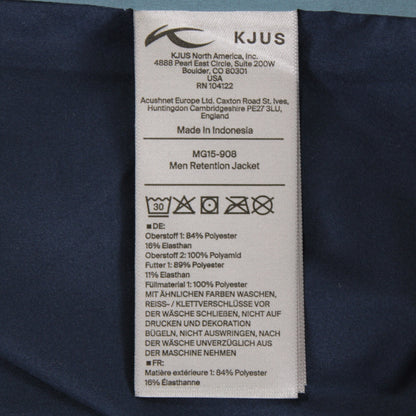 KJUS
KJUS North America, Inc.
4888 Pearl East Circle, Suite 200W
Boulder, CO 80301
USA
RN 104122
Acushnet Europe Ltd. Caxton Road St. Ives,
Huntingdon Cambridgeshire PE27 3LU,
England
Made In Indonesia
MG15-908
Men Retention Jacket
30
■ DE:
Oberstoff 1: 84% Polyester
16% Elasthan
Oberstoff 2: 100% Polyamid
Futter 1: 89% Polyester
11% Elasthan
Füllmaterial 1: 100% Polyester
MIT ÄHNLICHEN FARBEN WASCHEN,
REISS- / KLETTVERSCHLÜSSE VOR
DER WÄSCHE SCHLIEßEN, NICHT AUF
DRUCKEN UND DEKORATION
BÜGELN, NICHT AUSWRINGEN, NACH
DER WÄSCHE UNVERZÜGLICH AUS
DER MASCHINE NEHMEN
■ FR:
Matière extérieure 1: 84% Polyester
16% Élasthanne